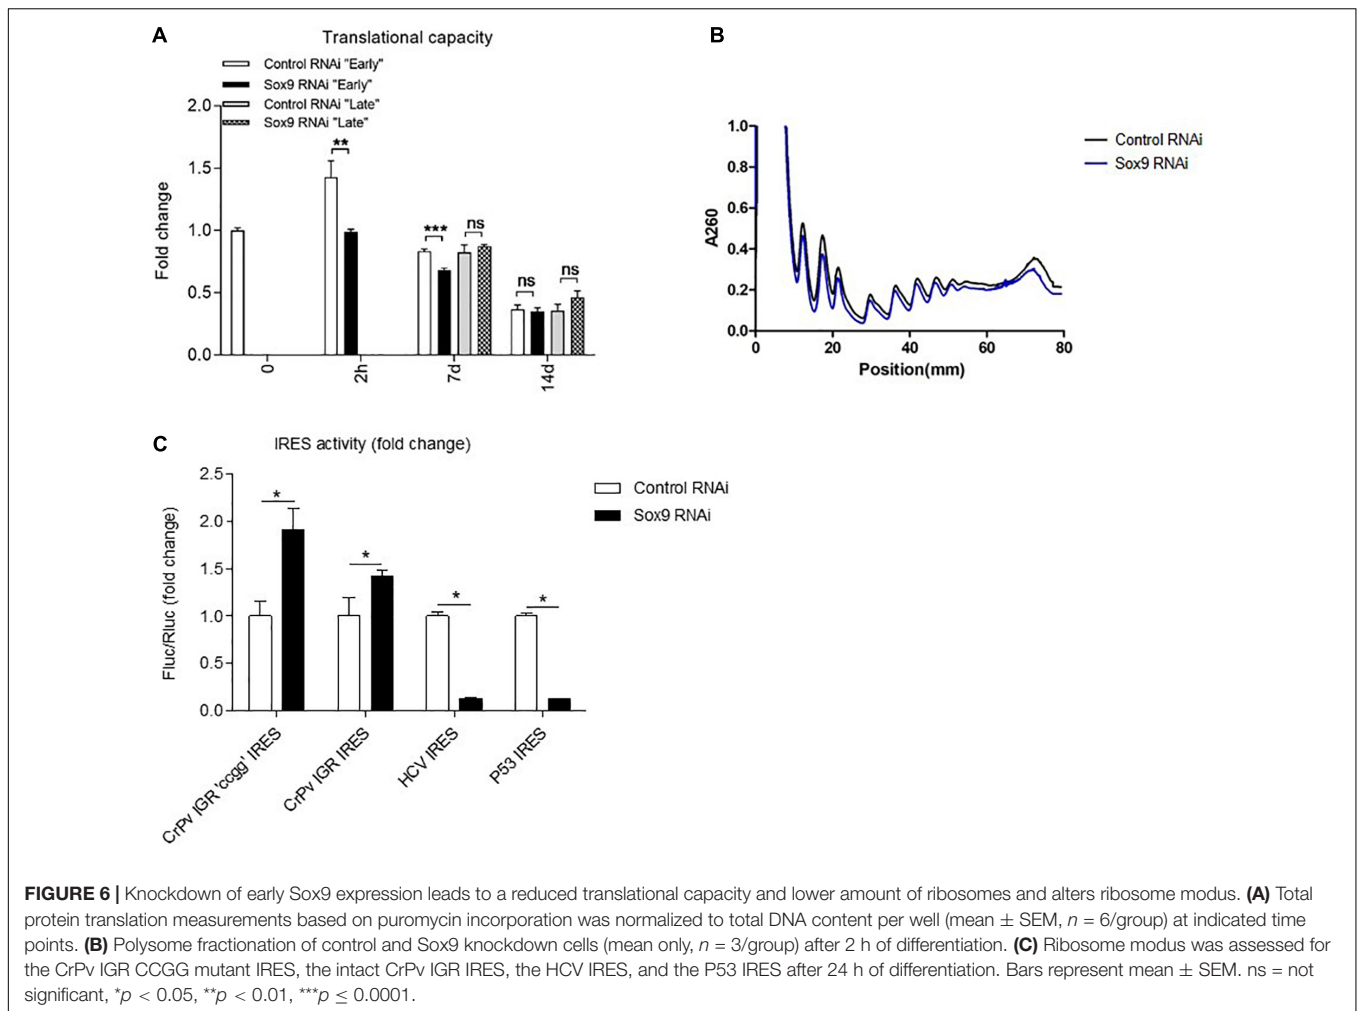 A
Translational capacity
Control RNAi "Early"
Sox9 RNAi "Early"
Control RNAi "Late"
Sox9 RNAi "Late"
Fold change
2.0
1.5
1.0
0.5
0.0
**
***
ns
ns
ns
0
2h
7d
14d
B
A260
1.0
0.8
0.6
0.4
0.2
0.0
0
20
40
60
80
Position(mm)
Control RNAi
Sox9 RNAi
C
IRES activity (fold change)
Fluc/Rluc (fold change)
2.5
2.0
1.5
1.0
0.5
0.0
*
*
*
*
CrPv IGR 'ccgg' IRES
CrPv IGR IRES
HCV IRES
P53 IRES
Control RNAi
Sox9 RNAi
FIGURE 6 | Knockdown of early Sox9 expression leads to a reduced translational capacity and lower amount of ribosomes and alters ribosome modus. (A) Total
protein translation measurements based on puromycin incorporation was normalized to total DNA content per well (mean ± SEM, n = 6/group) at indicated time
points. (B) Polysome fractionation of control and Sox9 knockdown cells (mean only, n = 3/group) after 2 h of differentiation. (C) Ribosome modus was assessed for
the CrPv IGR CCGG mutant IRES, the intact CrPv IGR IRES, the HCV IRES, and the P53 IRES after 24 h of differentiation. Bars represent mean ± SEM. ns = not
significant, *p < 0.05, **p < 0.01, ***p ≤ 0.0001.